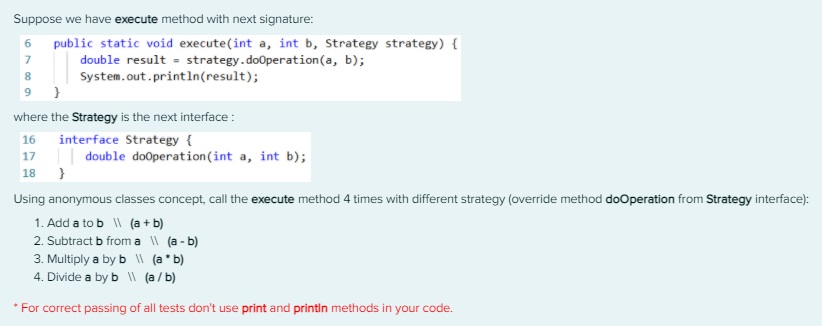 Suppose we have execute method with next signature:
6 public static void execute(int a, int b, Strategy strategy) {
7 double result = strategy.doOperation(a, b);
8 System.out.println(result);
9 }
where the Strategy is the next interface :
16 interface Strategy {
17 double doOperation(int a, int b);
18 }
Using anonymous classes concept, call the execute method 4 times with different strategy (override method doOperation from Strategy interface):
1. Add a to b \\ (a + b)
2. Subtract b from a \\ (a - b)
3. Multiply a by b \\ (a * b)
4. Divide a by b \\ (a / b)
* For correct passing of all tests don't use print and println methods in your code.